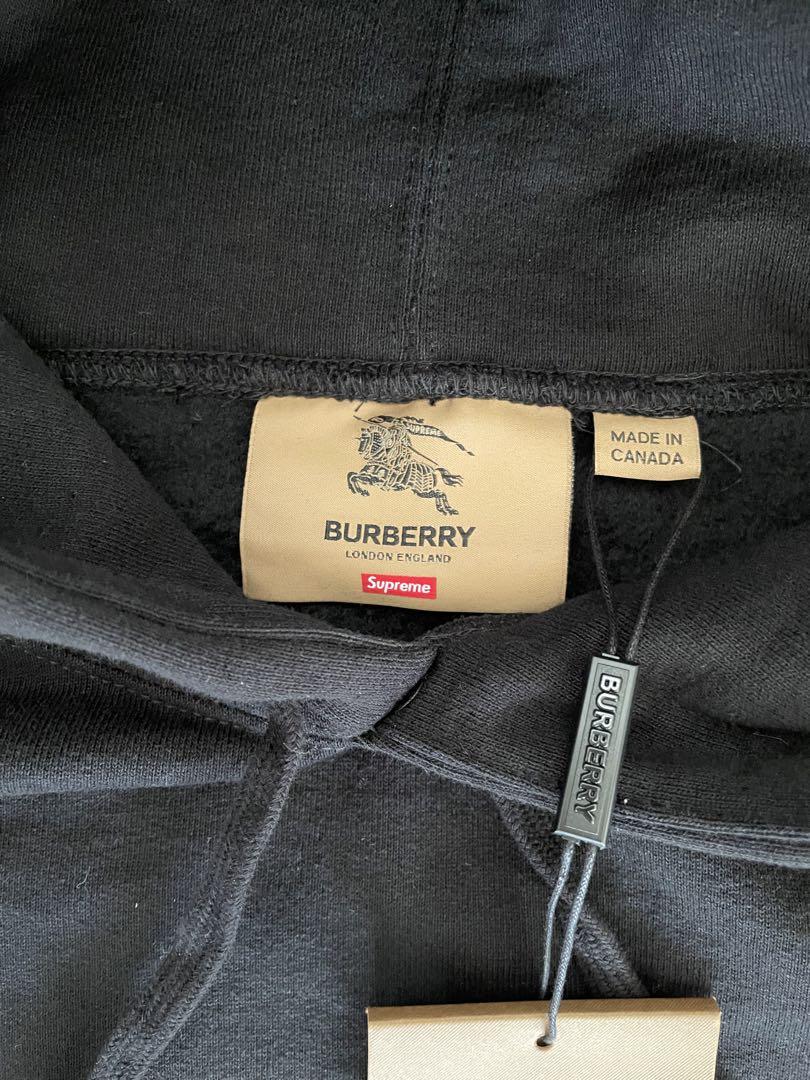 SUPREME
BURBERRY
LONDON ENGLAND
Supreme
MADE IN
CANADA
BURBERRY